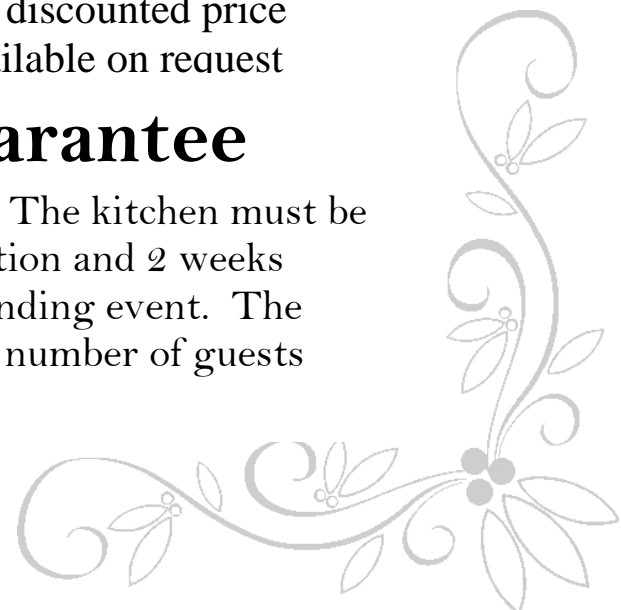 discounted price
ilable on request
arantee
The kitchen must be
tion and 2 weeks
nding event. The
number of guests